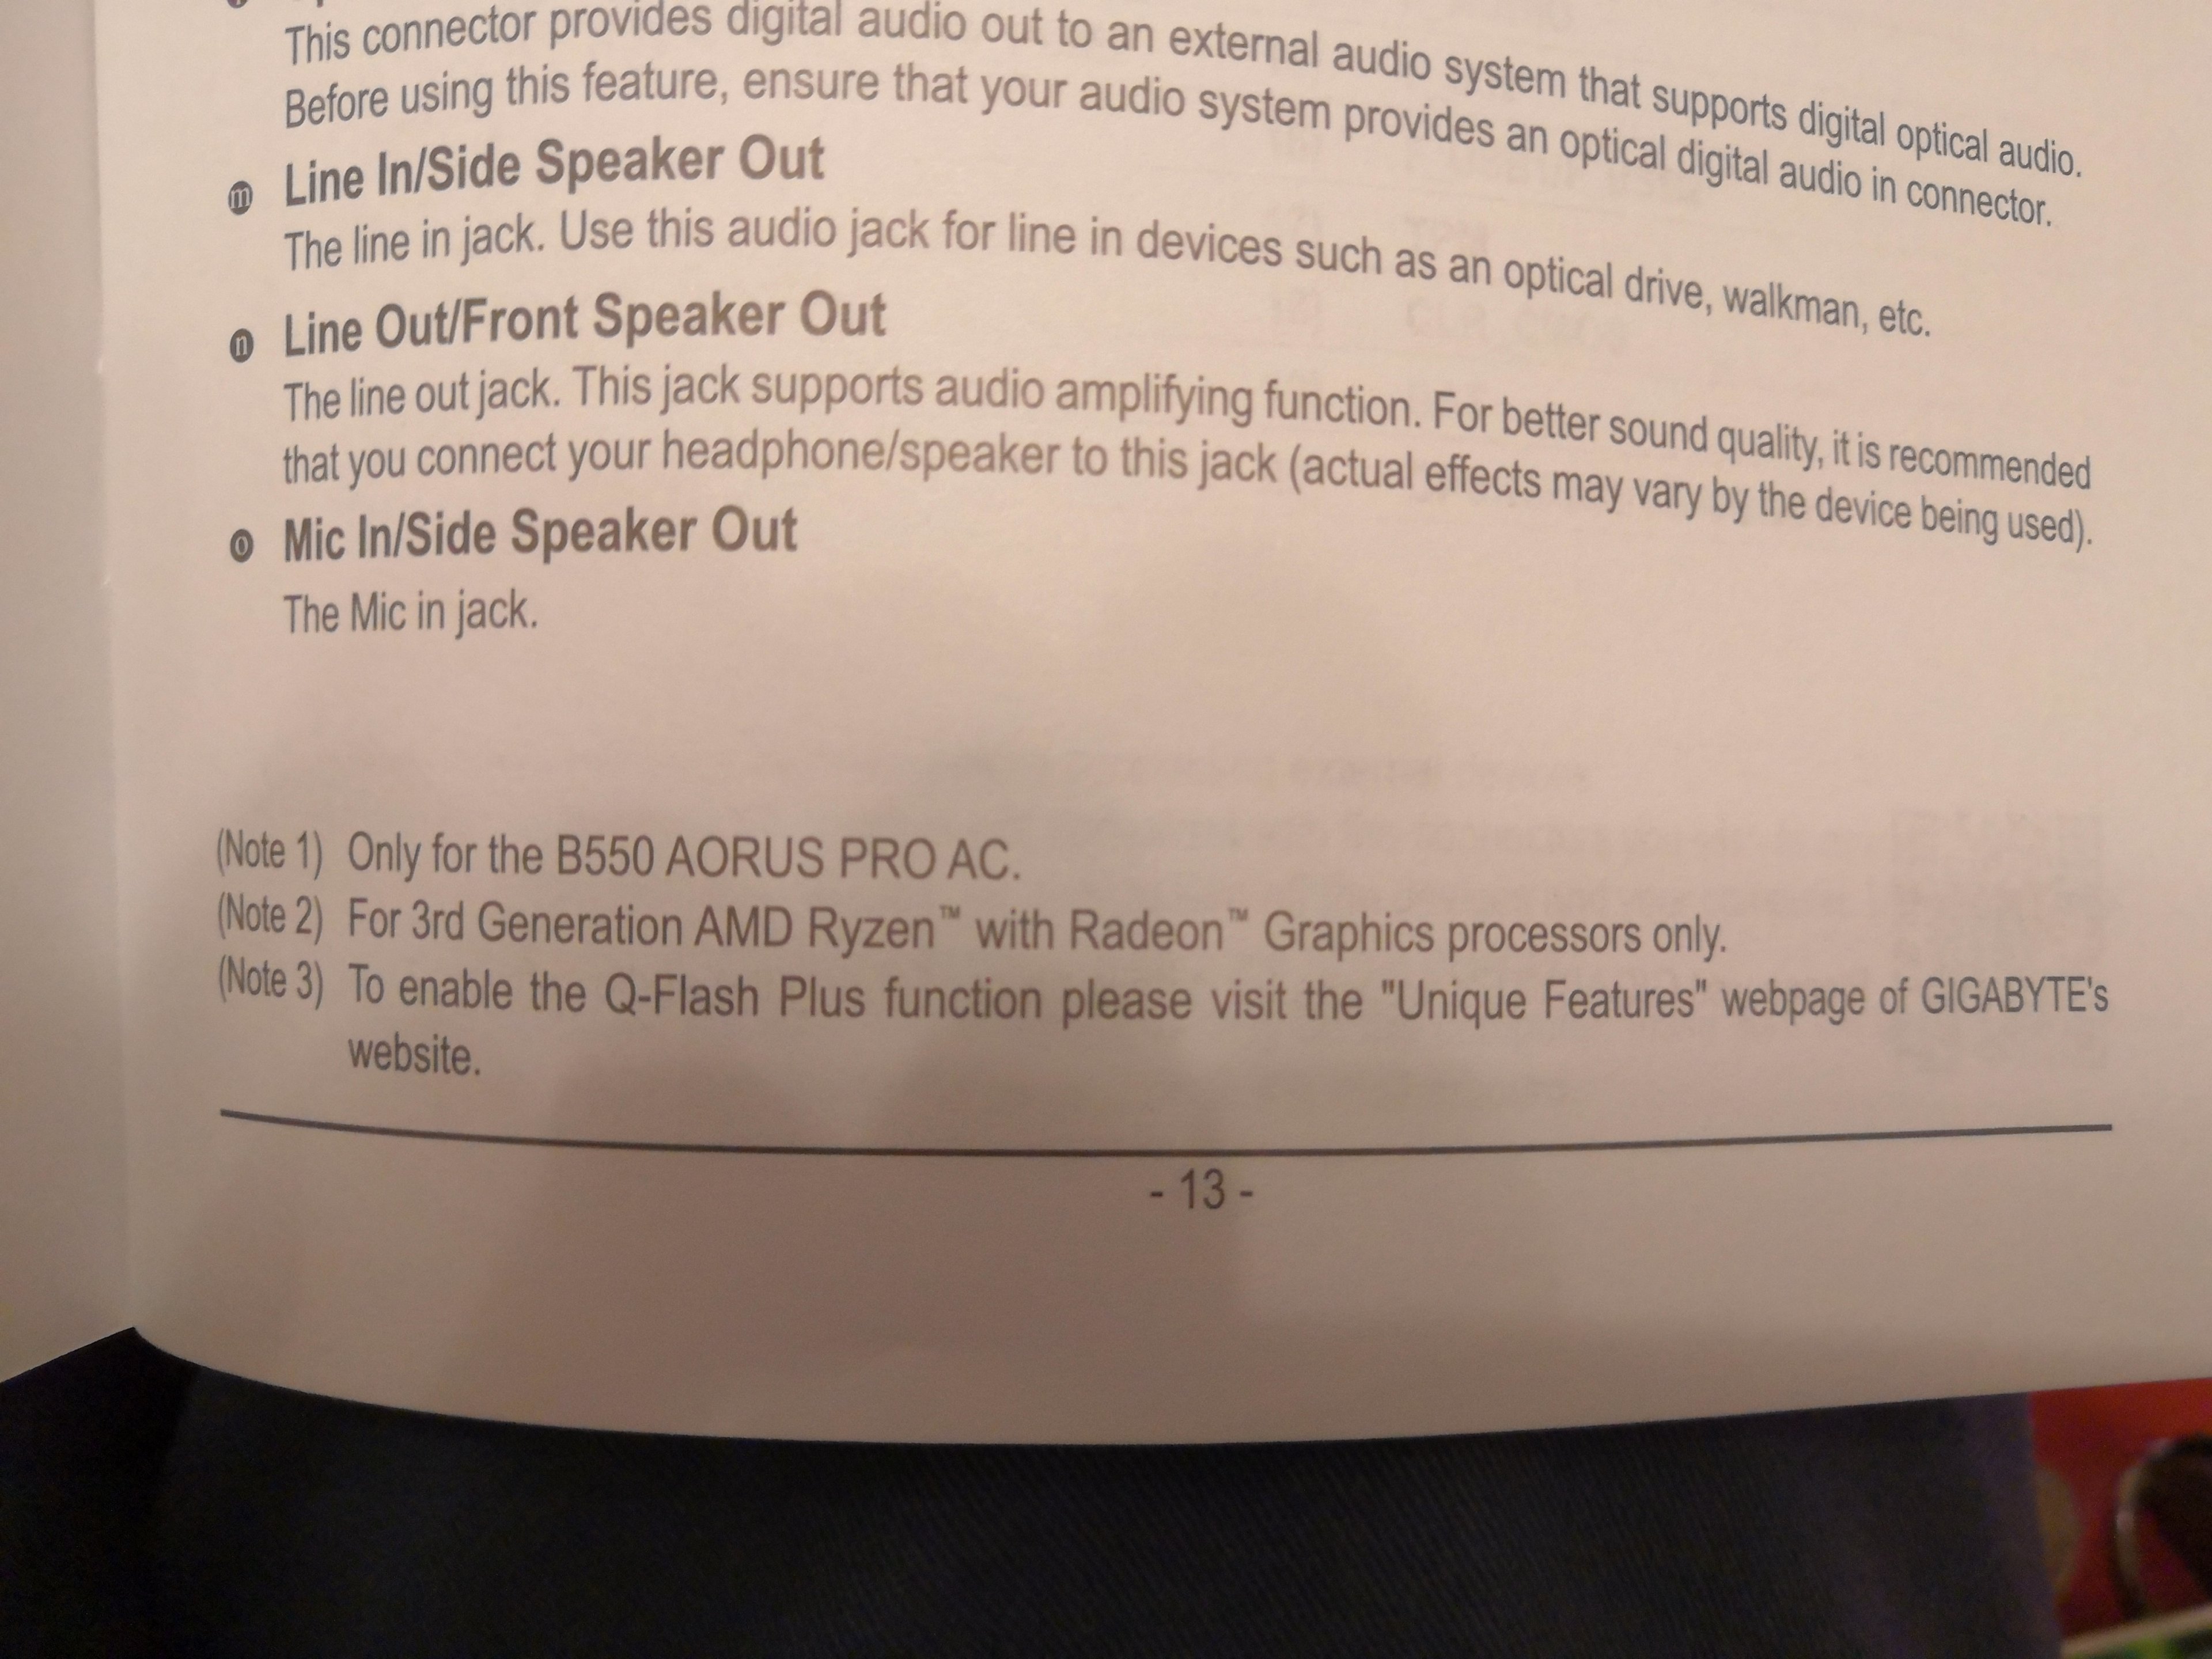 This connector provides digital audio out to an external audio system that supports digital optical audio.
Before using this feature, ensure that your audio system provides an optical digital audio in connector.
ⓜ Line In/Side Speaker Out
The line in jack. Use this audio jack for line in devices such as an optical drive, walkman, etc.
ⓝ Line Out/Front Speaker Out
The line out jack. This jack supports audio amplifying function. For better sound quality, it is recommended
that you connect your headphone/speaker to this jack (actual effects may vary by the device being used).
ⓞ Mic In/Side Speaker Out
The Mic in jack.
(Note 1) Only for the B550 AORUS PRO AC.
(Note 2) For 3rd Generation AMD Ryzen™ with Radeon™ Graphics processors only.
(Note 3) To enable the Q-Flash Plus function please visit the "Unique Features" webpage of GIGABYTE's
website.
- 13 -